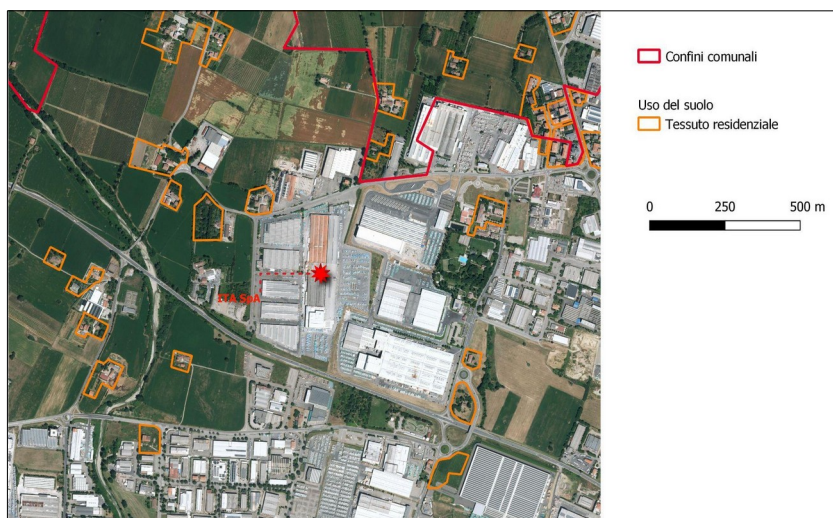 Confini comunali
Uso del suolo
Tessuto residenziale
0 250 500 m
ITA SpA